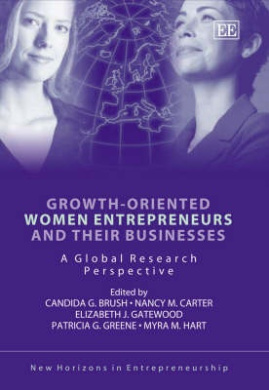 EE
GROWTH-ORIENTED
WOMEN ENTREPRENEURS
AND THEIR BUSINESSES
A Global Research
Perspective
Edited by
CANDIDA G. BRUSH • NANCY M. CARTER
ELIZABETH J. GATEWOOD
PATRICIA G. GREENE • MYRA M. HART
New Horizons in Entrepreneurship